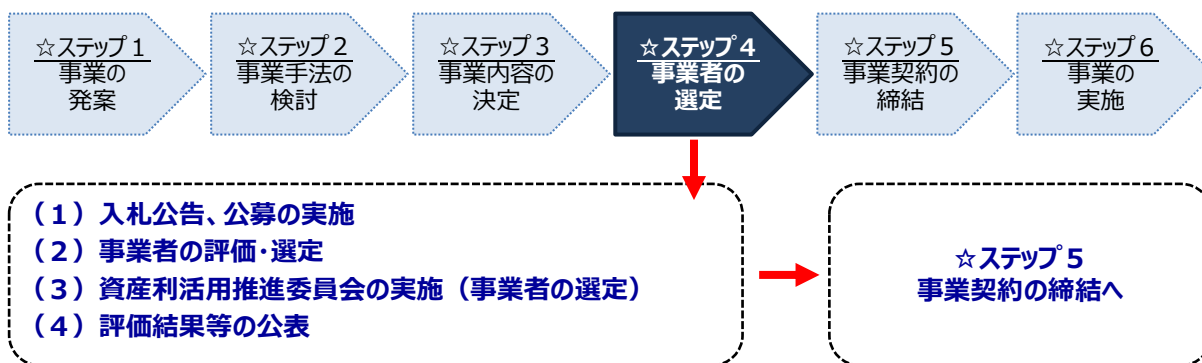 ☆ステップ１
事業の
発案
☆ステップ２
事業手法の
検討
☆ステップ３
事業内容の
決定
☆ステップ４
事業者の
選定
☆ステップ５
事業契約の
締結
☆ステップ６
事業の
実施
（１）入札公告、公募の実施
（２）事業者の評価・選定
（３）資産利活用推進委員会の実施（事業者の選定）
（４）評価結果等の公表
☆ステップ５
事業契約の締結へ